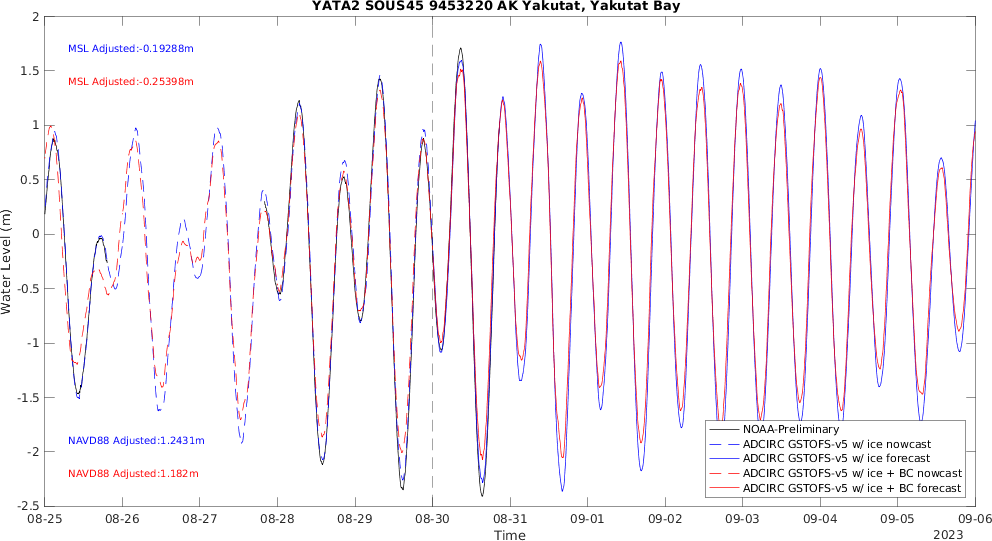 YATA2 SOUS45 9453220 AK Yakutat, Yakutat Bay
2
1.5
1
0.5
0
-0.5
-1
-1.5
-2
-2.5
Water Level (m)
MSL Adjusted:-0.19288m
MSL Adjusted:-0.25398m
NAVD88 Adjusted:1.2431m
NAVD88 Adjusted:1.182m
NOAA-Preliminary
ADCIRC GSTOFS-v5 w/ ice nowcast
ADCIRC GSTOFS-v5 w/ ice forecast
ADCIRC GSTOFS-v5 w/ ice + BC nowcast
ADCIRC GSTOFS-v5 w/ ice + BC forecast
08-25 08-26 08-27 08-28 08-29 08-30 08-31 09-01 09-02 09-03 09-04 09-05 09-06
Time
2023